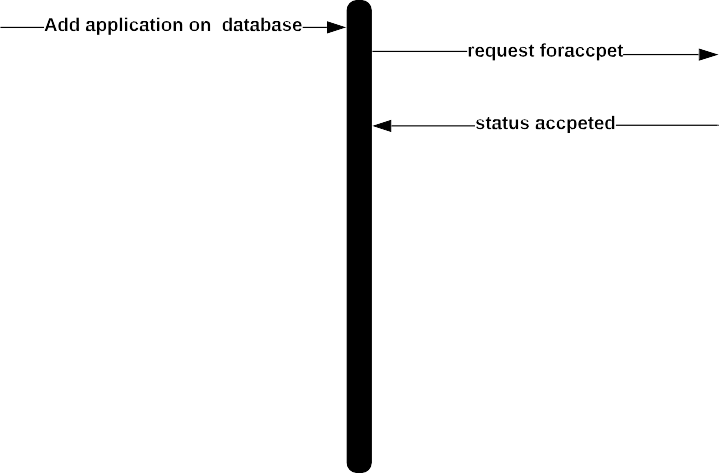 Add application on  database
request foraccpet
status accpeted